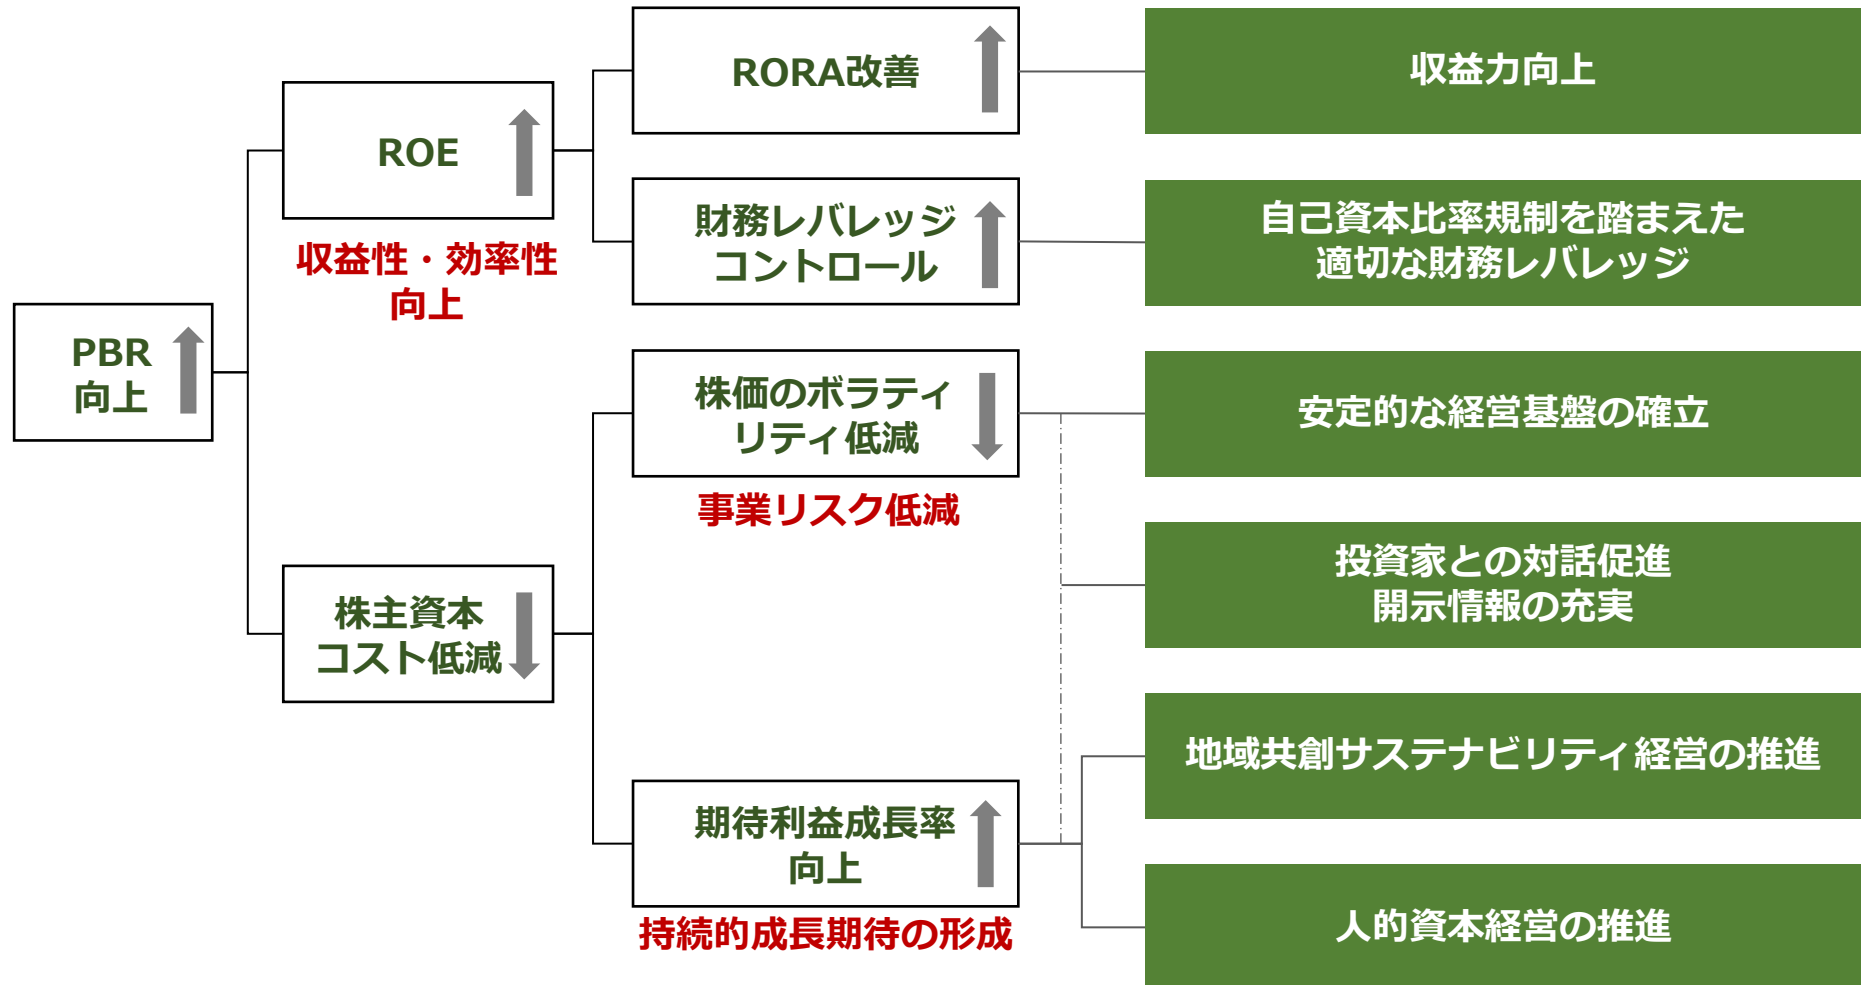 PBR
向上
ROE
収益性・効率性
向上
株主資本
コスト低減
RORA改善
財務レバレッジ
コントロール
株価のボラティ
リティ低減
事業リスク低減
期待利益成長率
向上
持続的成長期待の形成
収益力向上
自己資本比率規制を踏まえた
適切な財務レバレッジ
安定的な経営基盤の確立
投資家との対話促進
開示情報の充実
地域共創サステナビリティ経営の推進
人的資本経営の推進